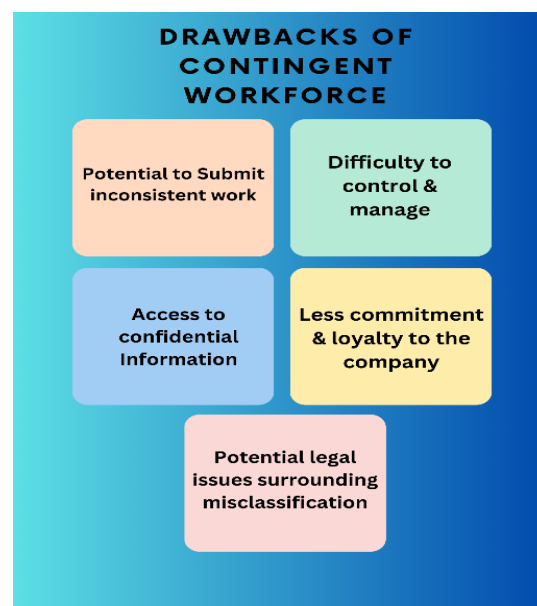 DRAWBACKS OF
CONTINGENT
WORKFORCE
Potential to Submit
inconsistent work
Difficulty to
control &
manage
Access to
confidential
Information
Less commitment
& loyalty to the
company
Potential legal
issues surrounding
misclassification